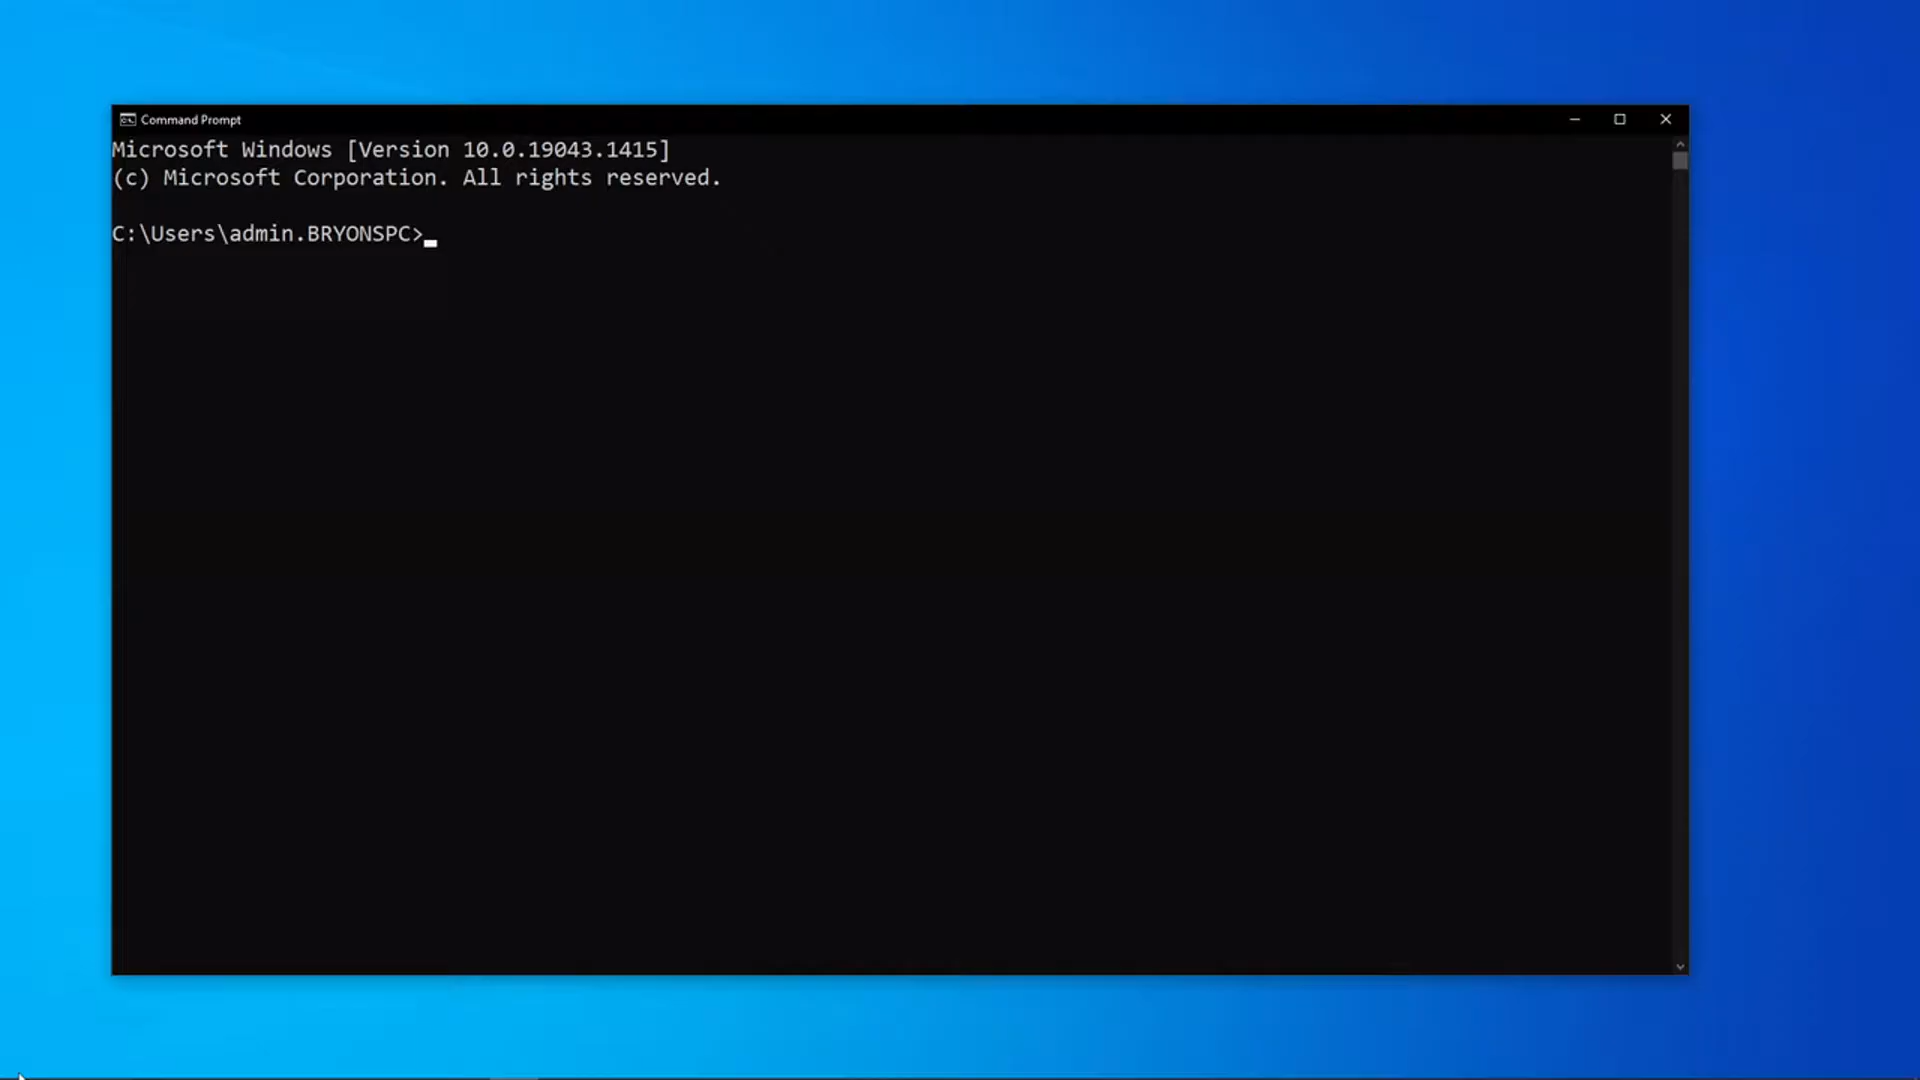 Command Prompt
Microsoft Windows [Version 10.0.19043.1415]
(c) Microsoft Corporation. All rights reserved.
C:\Users\admin.BRYONSPC>